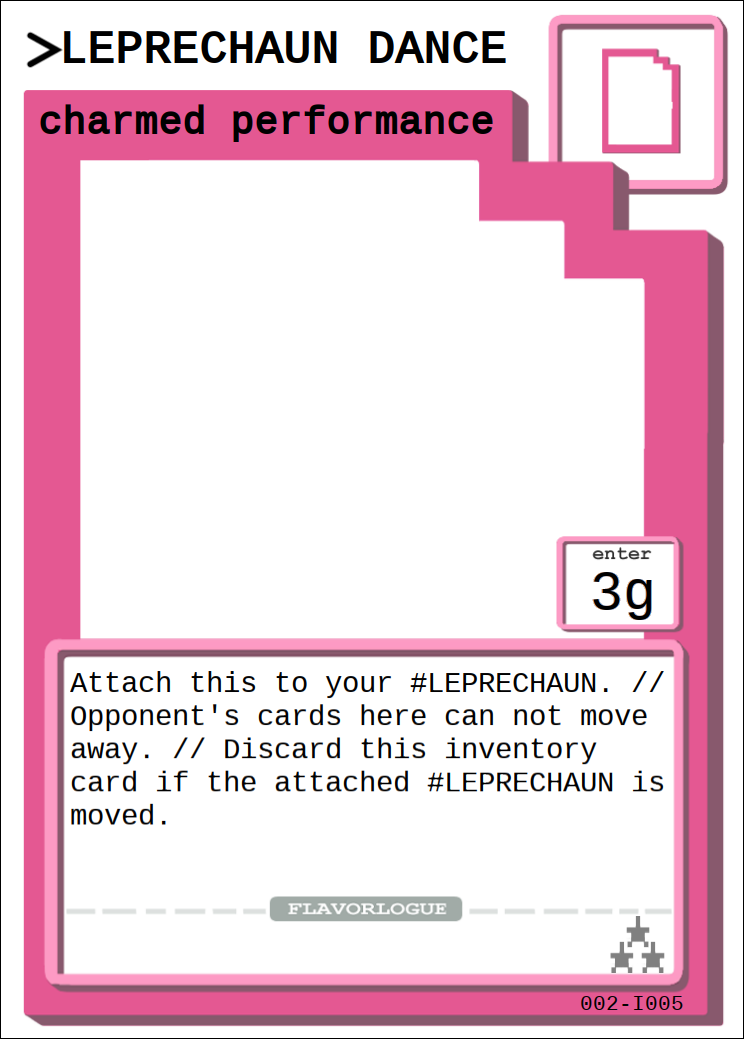 >LEPRECHAUN DANCE
charmed performance
enter
3g
Attach this to your #LEPRECHAUN. //
Opponent's cards here can not move
away. // Discard this inventory
card if the attached #LEPRECHAUN is
moved.
FLAVORLOGUE
002-I005